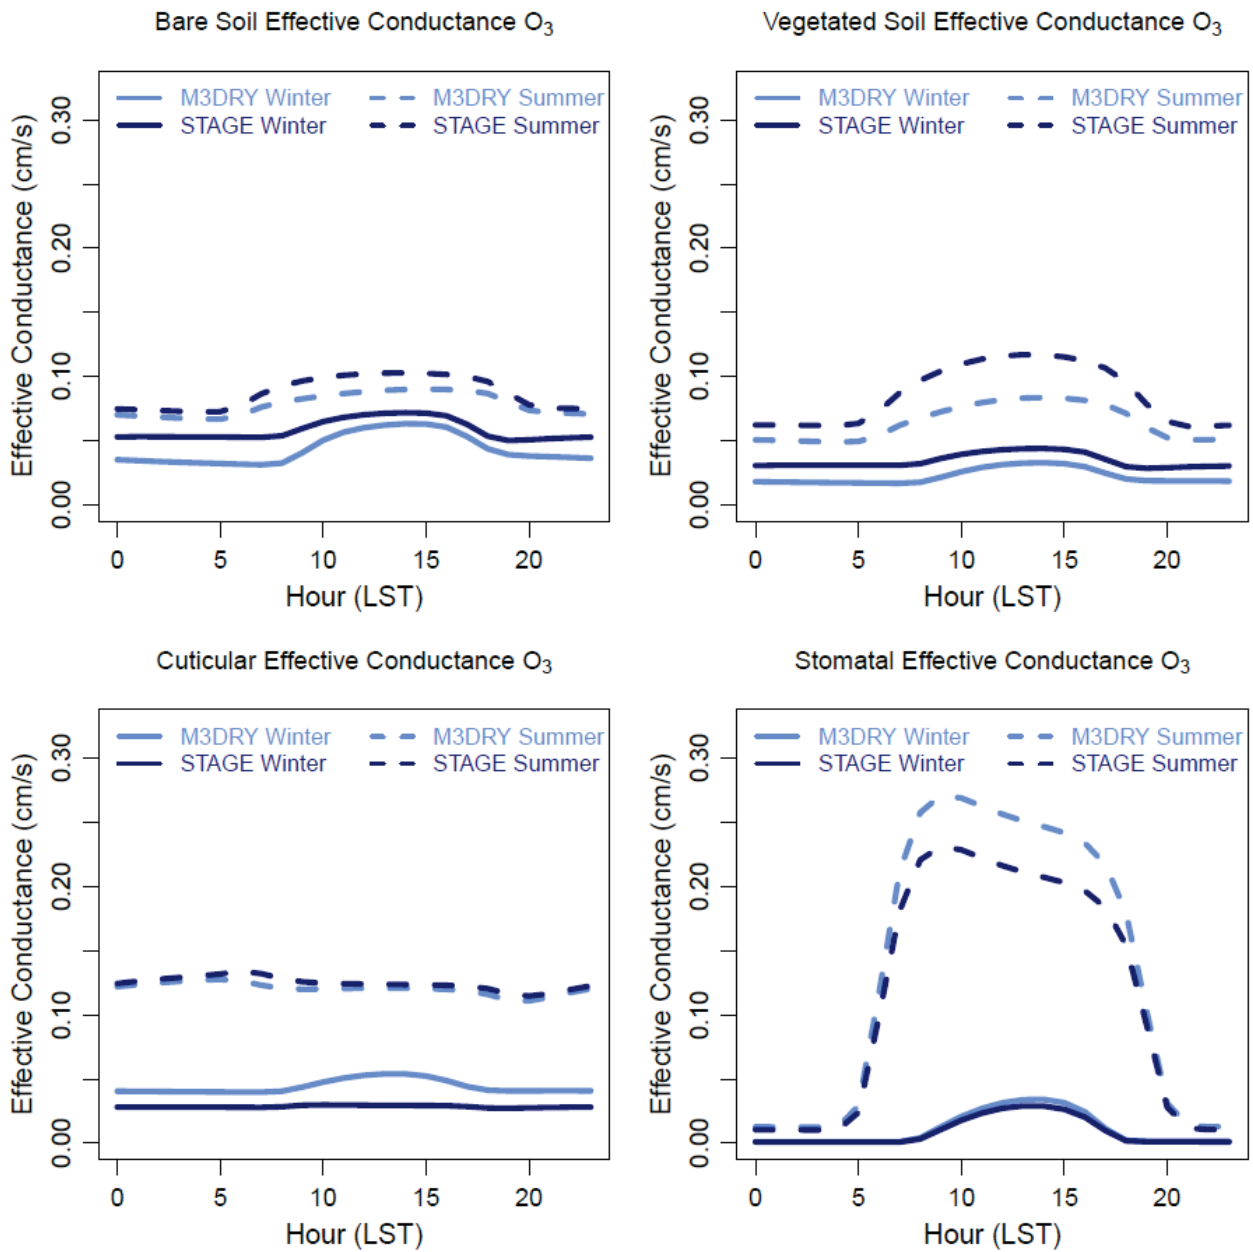 Bare Soil Effective Conductance O3
M3DRY Winter
M3DRY Summer
STAGE Winter
STAGE Summer
Effective Conductance (cm/s)
0.30
0.20
0.10
0.00
0 5 10 15 20
Hour (LST)
Vegetated Soil Effective Conductance O3
M3DRY Winter
M3DRY Summer
STAGE Winter
STAGE Summer
Effective Conductance (cm/s)
0.30
0.20
0.10
0.00
0 5 10 15 20
Hour (LST)
Cuticular Effective Conductance O3
M3DRY Winter
M3DRY Summer
STAGE Winter
STAGE Summer
Effective Conductance (cm/s)
0.30
0.20
0.10
0.00
0 5 10 15 20
Hour (LST)
Stomatal Effective Conductance O3
M3DRY Winter
M3DRY Summer
STAGE Winter
STAGE Summer
Effective Conductance (cm/s)
0.30
0.20
0.10
0.00
0 5 10 15 20
Hour (LST)